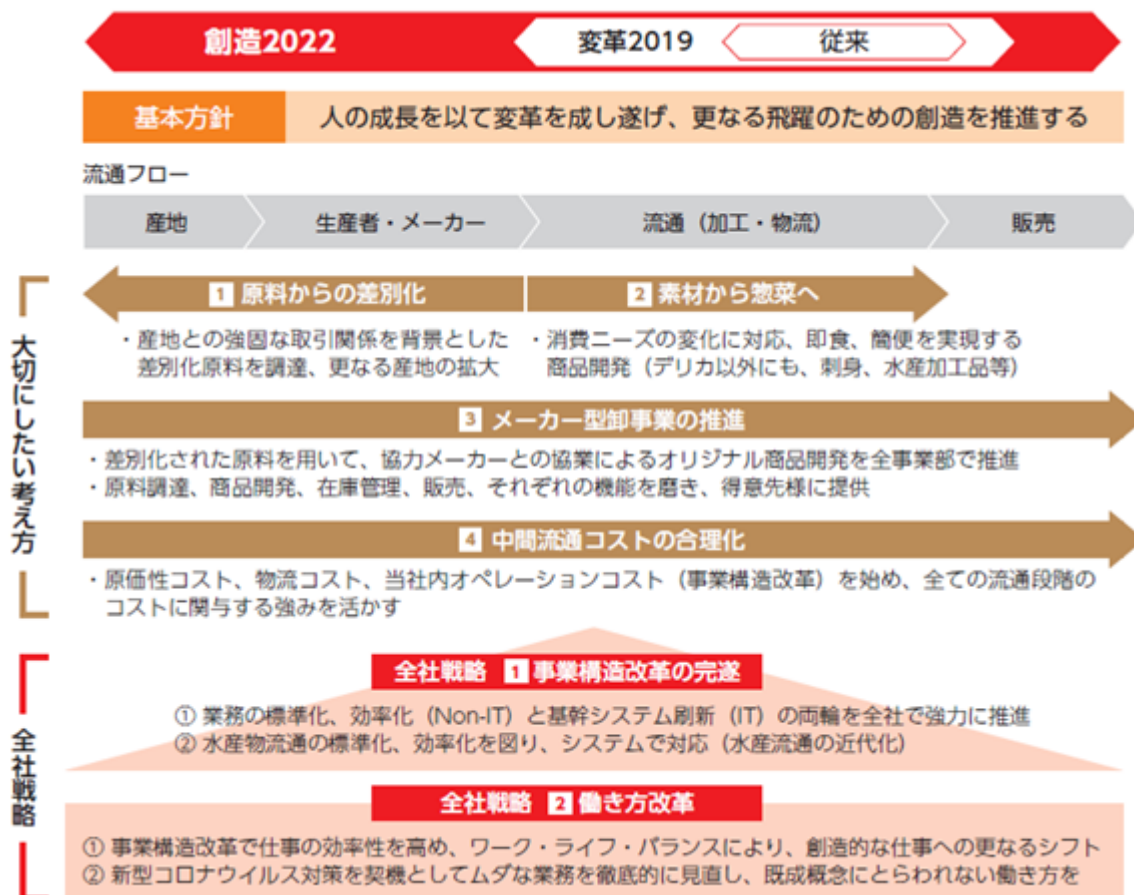 創造2022
変革2019
従来
基本方針
人の成長を以て変革を成し遂げ、更なる飛躍のための創造を推進する
流通フロー
産地
生産者・メーカー
流通（加工・物流）
販売
大切にしたい考え方
1 原料からの差別化
・産地との強固な取引関係を背景とした
差別化原料を調達、更なる産地の拡大
2 素材から惣菜へ
・消費ニーズの変化に対応、即食、簡便を実現する
商品開発（デリカ以外にも、刺身、水産加工品等）
3 メーカー型卸事業の推進
・差別化された原料を用いて、協力メーカーとの協業によるオリジナル商品開発を全事業部で推進
・原料調達、商品開発、在庫管理、販売、それぞれの機能を磨き、得意先様に提供
4 中間流通コストの合理化
・原価性コスト、物流コスト、当社内オペレーションコスト（事業構造改革）を始め、全ての流通段階の
コストに関与する強みを活かす
全社戦略
全社戦略 1 事業構造改革の完遂
① 業務の標準化、効率化（Non-IT）と基幹システム刷新（IT）の両輪を全社で強力に推進
② 水産物流通の標準化、効率化を図り、システムで対応（水産流通の近代化）
全社戦略 2 働き方改革
① 事業構造改革で仕事の効率性を高め、ワーク・ライフ・バランスにより、創造的な仕事への更なるシフト
② 新型コロナウイルス対策を契機としてムダな業務を徹底的に見直し、既成概念にとらわれない働き方を